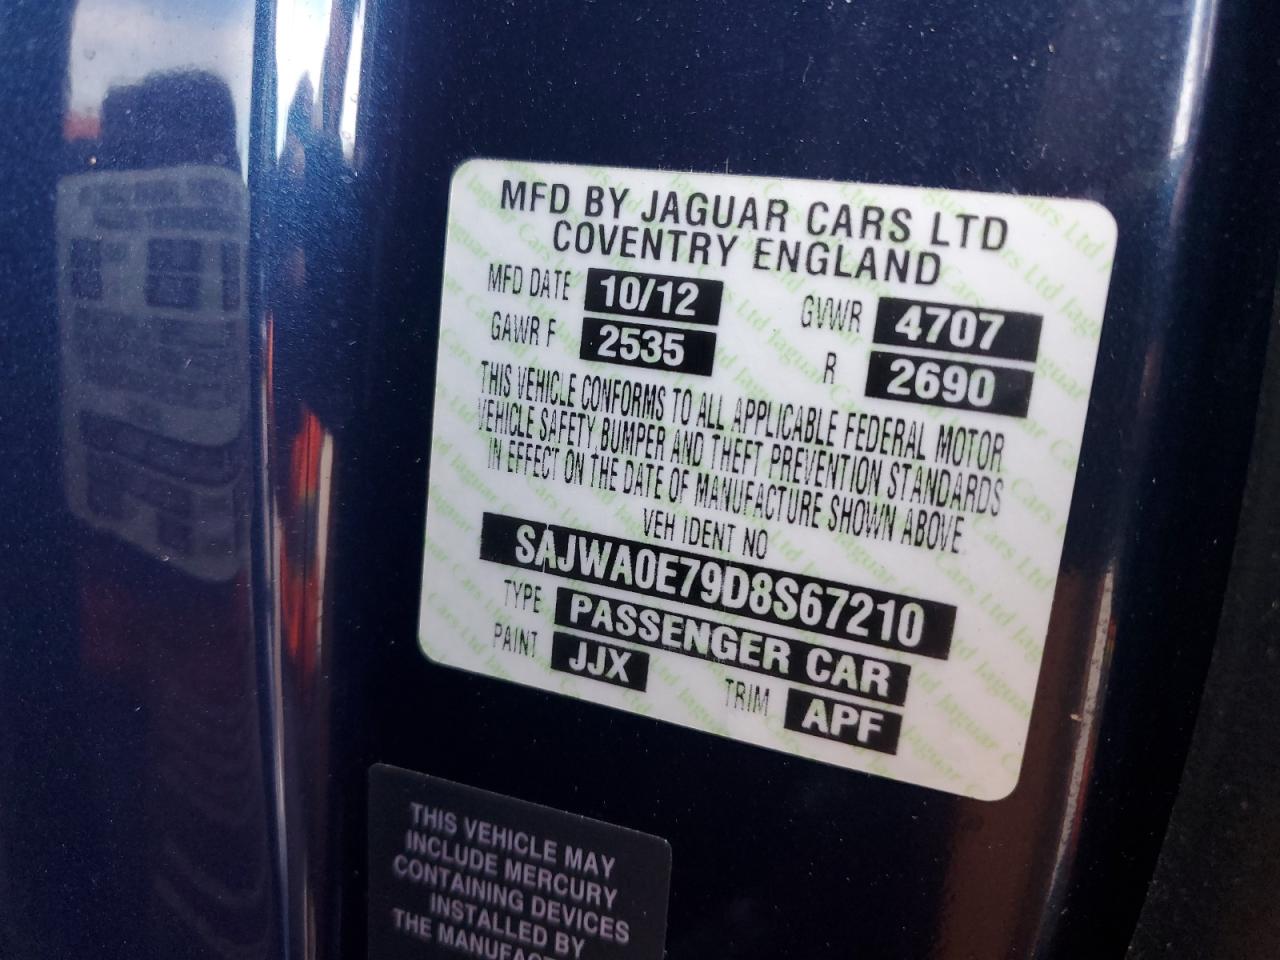 MFD BY JAGUAR CARS LTD
COVENTRY ENGLAND
MFD DATE 10/12 GVWR 4707
GAWR F 2535 R 2690
THIS VEHICLE CONFORMS TO ALL APPLICABLE FEDERAL MOTOR
VEHICLE SAFETY BUMPER AND THEFT PREVENTION STANDARDS
IN EFFECT ON THE DATE OF MANUFACTURE SHOWN ABOVE.
VEH IDENT NO
SAJWA0E79D8S67210
TYPE PASSENGER CAR
PAINT JJX TRIM APF
THIS VEHICLE MAY
INCLUDE MERCURY
CONTAINING DEVICES
INSTALLED BY
THE